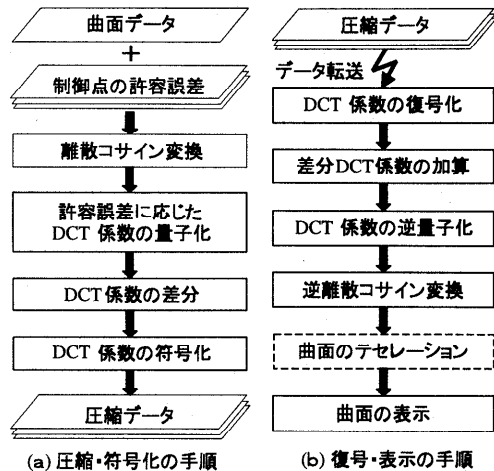 曲面データ
+
制御点の許容誤差
離散コサイン変換
許容誤差に応じた
DCT 係数の量子化
DCT 係数の差分
DCT 係数の符号化
圧縮データ
(a) 圧縮・符号化の手順
圧縮データ
データ転送
DCT 係数の復号化
差分DCT係数の加算
DCT 係数の逆量子化
逆離散コサイン変換
曲面のテセレーション
曲面の表示
(b) 復号・表示の手順